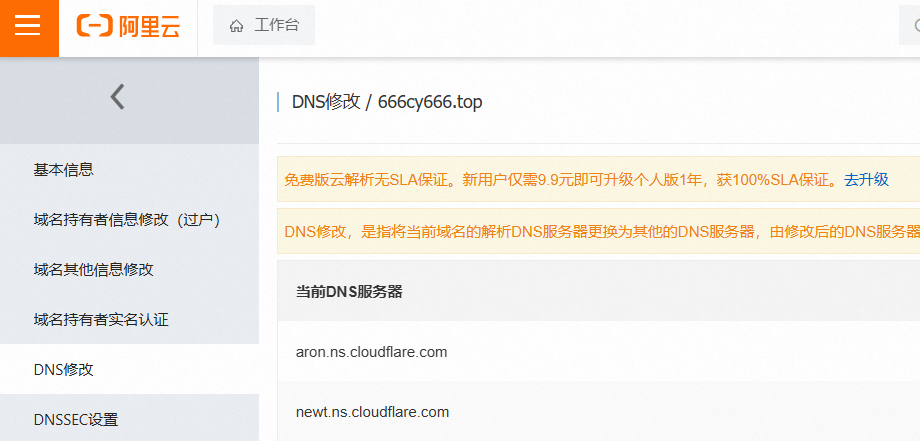 阿里云
工作台
DNS修改 / 666cy666.top
基本信息
域名持有者信息修改（过户）
域名其他信息修改
域名持有者实名认证
DNS修改
DNSSEC设置
免费版云解析无SLA保证。新用户仅需9.9元即可升级个人版1年，获100%SLA保证。去升级
DNS修改，是指将当前域名的解析DNS服务器更换为其他的DNS服务器，由修改后的DNS服务器
当前DNS服务器
aron.ns.cloudflare.com
newt.ns.cloudflare.com